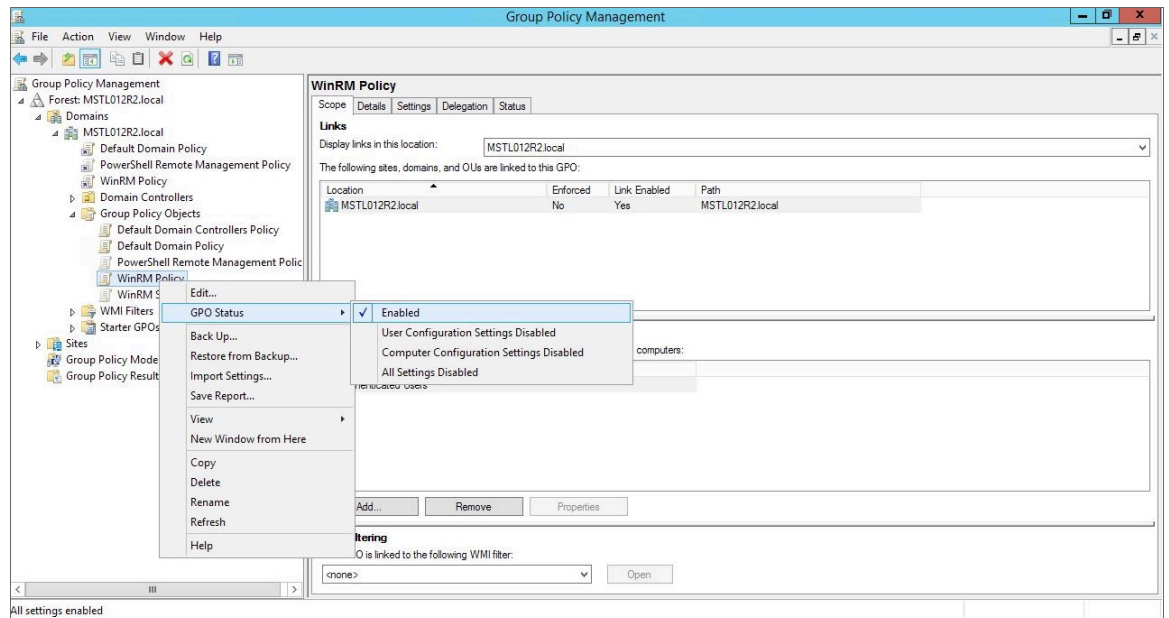 Group Policy Management
File Action View Window Help
Group Policy Management
Forest: MSTL012R2.local
Domains
MSTL012R2.local
Default Domain Policy
PowerShell Remote Management Policy
WinRM Policy
Domain Controllers
Group Policy Objects
Default Domain Controllers Policy
Default Domain Policy
PowerShell Remote Management Polic
WinRM Policy
WinRM S
WMI Filters
Starter GPOs
Sites
Group Policy Mode
Group Policy Result
Edit...
GPO Status
Back Up...
Restore from Backup...
Import Settings...
Save Report...
View
New Window from Here
Copy
Delete
Rename
Refresh
Help
Enabled
User Configuration Settings Disabled
Computer Configuration Settings Disabled
All Settings Disabled
WinRM Policy
Scope Details Settings Delegation Status
Links
Display links in this location: MSTL012R2.local
The following sites, domains, and OUs are linked to this GPO:
Location Enforced Link Enabled Path
MSTL012R2.local No Yes MSTL012R2.local
computers:
Users
Add... Remove Properties
ltering
O is linked to the following WMI filter:
<none> Open
All settings enabled